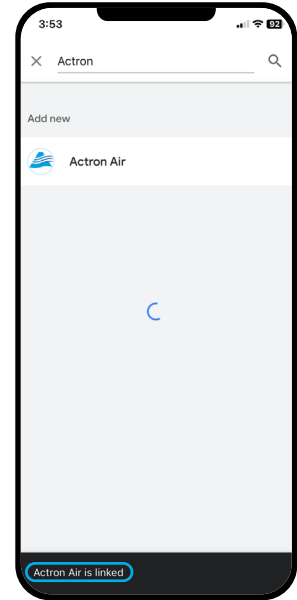 3:53
92
Actron
Add new
Actron Air
Actron Air is linked